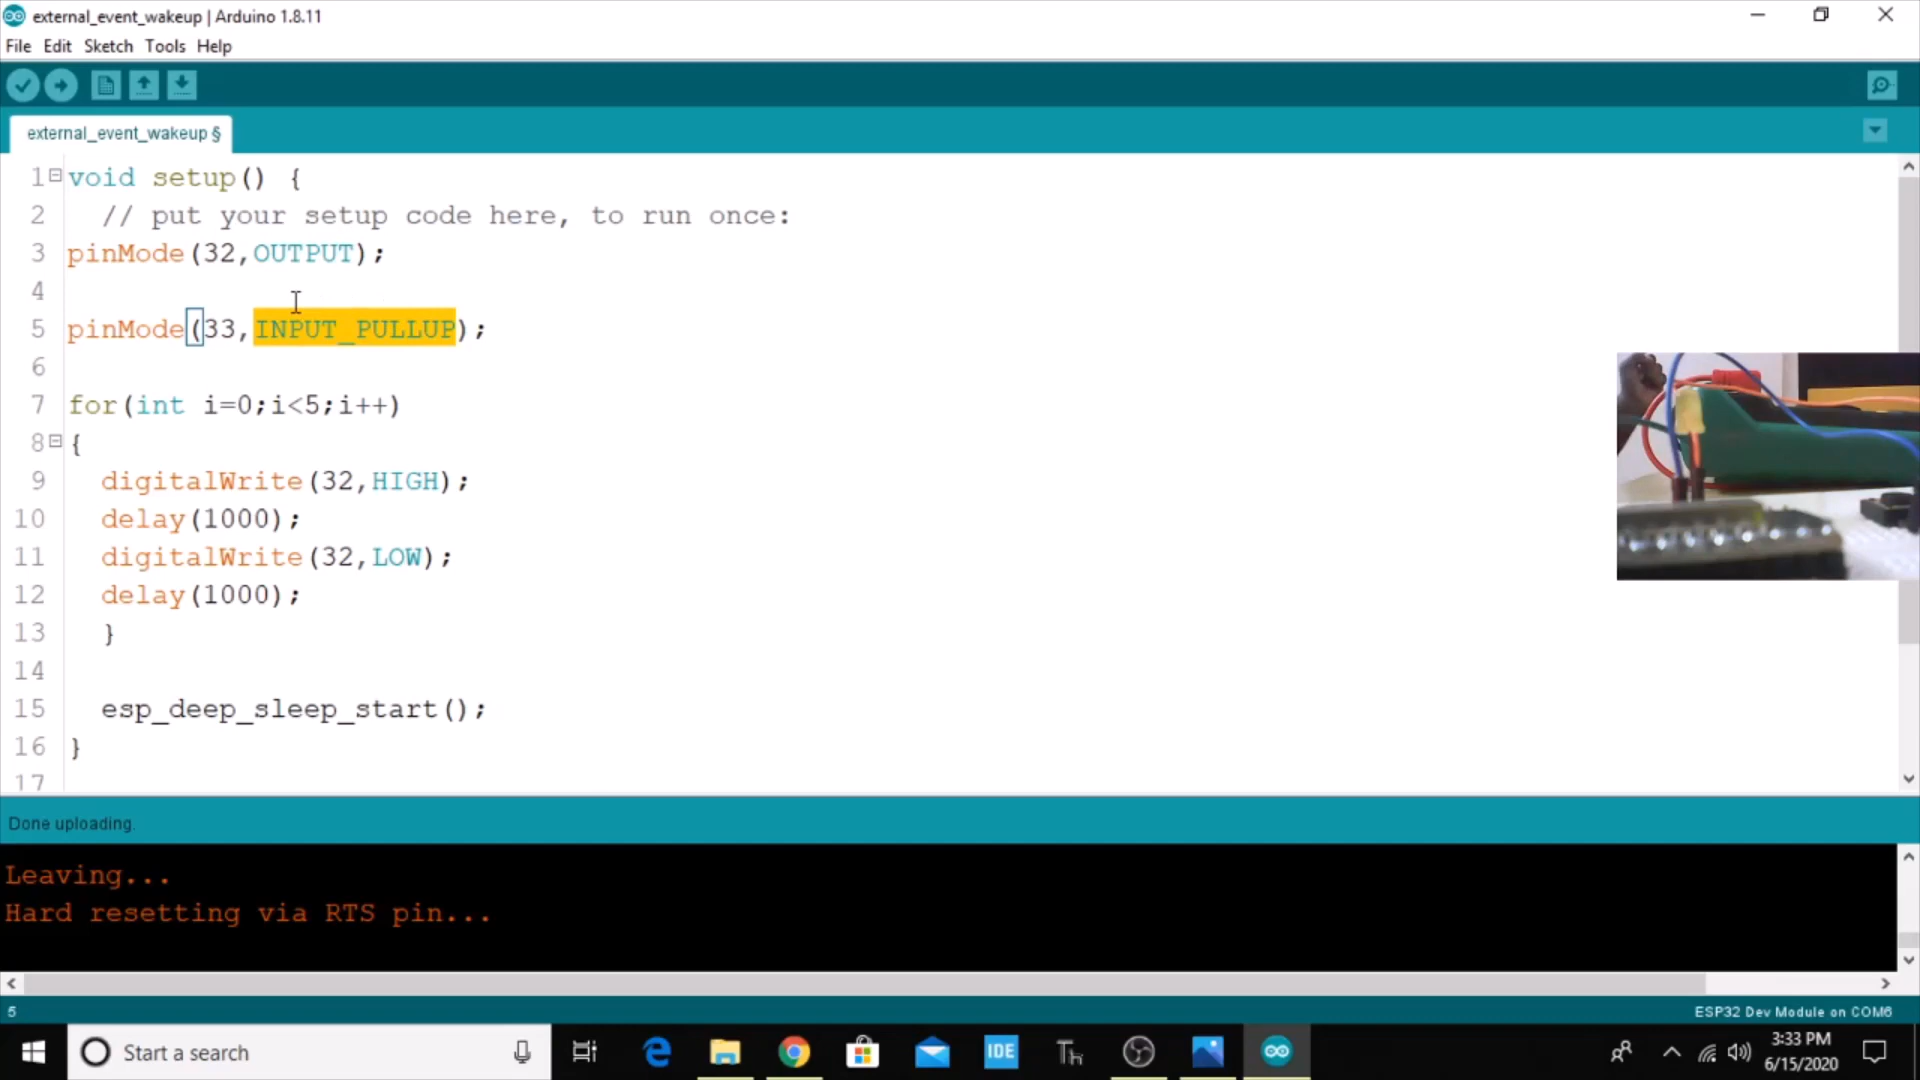 external_event_wakeup | Arduino 1.8.11
File Edit Sketch Tools Help
external_event_wakeup §
1 void setup() {
2 // put your setup code here, to run once:
3 pinMode(32,OUTPUT);
4
5 pinMode(33,INPUT_PULLUP);
6
7 for(int i=0;i<5;i++)
8 {
9 digitalWrite(32,HIGH);
10 delay(1000);
11 digitalWrite(32,LOW);
12 delay(1000);
13 }
14
15 esp_deep_sleep_start();
16 }
17
Done uploading.
Leaving...
Hard resetting via RTS pin...
5
ESP32 Dev Module on COM6
Start a search
IDE
Th
3:33 PM
6/15/2020